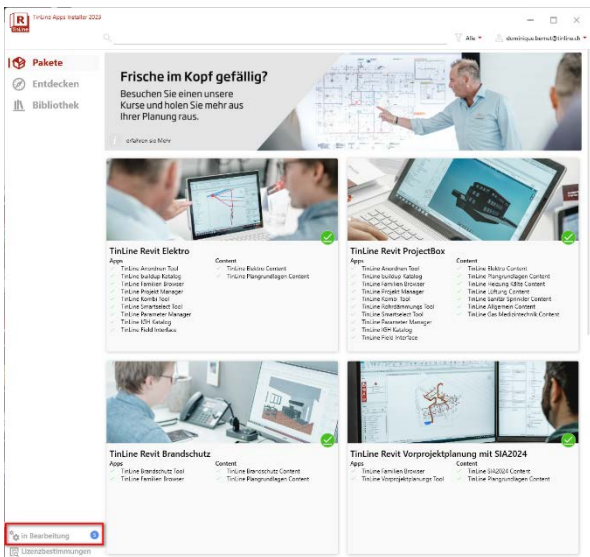 R
TinLine
TinLine Apps Installer 2023
Alle
Pakete
Entdecken
Bibliothek
Frische im Kopf gefällig?
Besuchen Sie einen unsere
Kurse und holen Sie mehr aus
Ihrer Planung raus.
erfahren sie Mehr
TinLine Revit Elektro
Apps
TinLine Anordnen Tool
TinLine buildup Katalog
TinLine Familien Browser
TinLine Projekt Manager
TinLine Kombi Tool
TinLine Smartselect Tool
TinLine Parameter Manager
TinLine IGH Katalog
TinLine Field Interface
Content
TinLine Elektro Content
TinLine Plangrundlagen Content
TinLine Revit ProjectBox
Apps
TinLine Anordnen Tool
TinLine buildup Katalog
TinLine Familien Browser
TinLine Projekt Manager
TinLine Kombi Tool
TinLine Rohrdämmungs Tool
TinLine Smartselect Tool
TinLine Parameter Manager
TinLine IGH Katalog
TinLine Field Interface
Content
TinLine Elektro Content
TinLine Plangrundlagen Content
TinLine Heizung Kälte Content
TinLine Lüftung Content
TinLine Sanitär Sprinkler Content
TinLine Allgemein Content
TinLine Gas Medizintechnik Content
TinLine Revit Brandschutz
Apps
TinLine Brandschutz Tool
TinLine Familien Browser
Content
TinLine Brandschutz Content
TinLine Plangrundlagen Content
TinLine Revit Vorprojektplanung mit SIA2024
Apps
TinLine Familien Browser
TinLine Vorprojektplanungs Tool
Content
TinLine SIA2024 Content
TinLine Plangrundlagen Content
in Bearbeitung
Lizenzbestimmungen